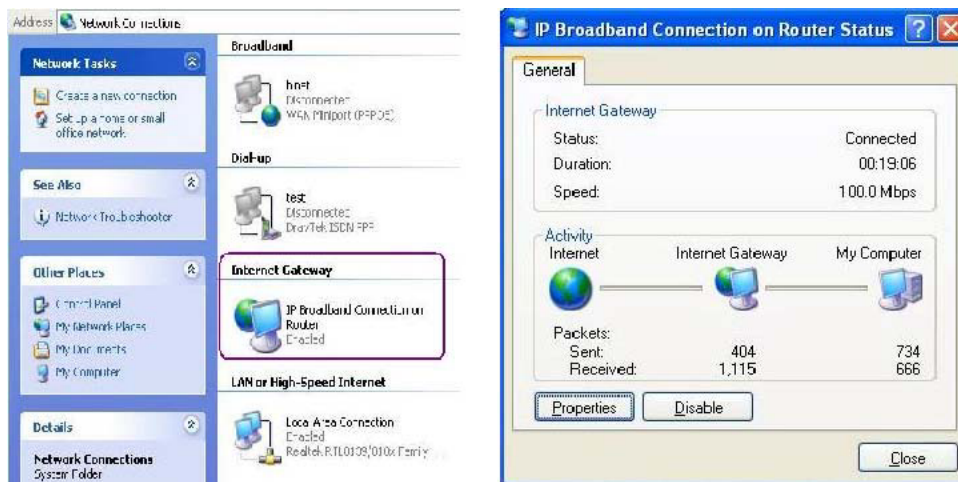 Address Network Connections
Network Tasks
Create a new connection
Set up a home or small
office network
See Also
Network Troubleshooter
Other Places
Control Panel
My Network Places
My Documents
My Computer
Details
Network Connections
System Folder
Broadband
Disconnected
WAN Miniport (PPPOE)
Dial-up
test
Disconnected
DrayTek ISDN PPP
Internet Gateway
IP Broadband Connection on
Router
Enabled
LAN or High-Speed Internet
Local Area Connection
Enabled
Realtek Family
IP Broadband Connection on Router Status
General
Internet Gateway
Status: Connected
Duration: 00:19:06
Speed: 100.0 Mbps
Activity
Internet Internet Gateway My Computer
Packets:
Sent: 404 734
Received: 1,115 666
Properties Disable
Close